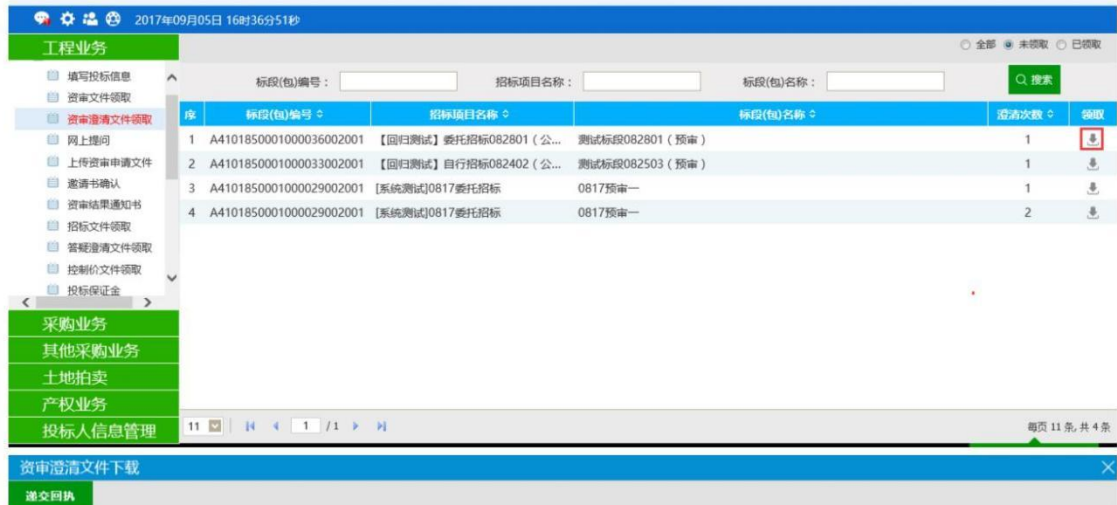 2017年09月05日 16时36分51秒
工程业务
全部 未领取 已领取
填写投标信息
资审文件领取
资审澄清文件领取
网上提问
上传资审申请文件
邀请书确认
资审结果通知书
招标文件领取
答疑澄清文件领取
控制价文件领取
投标保证金
采购业务
其他采购业务
土地拍卖
产权业务
投标人信息管理
标段(包)编号： 招标项目名称： 标段(包)名称： 搜索
序 标段(包)编号 招标项目名称 标段(包)名称 澄清次数 领取
1 A4101850001000036002001 【回归测试】委托招标082801（公... 测试标段082801（预审） 1
2 A4101850001000033002001 【回归测试】自行招标082402（公... 测试标段082503（预审） 1
3 A4101850001000029002001 [系统测试]0817委托招标 0817预审一 1
4 A4101850001000029002001 [系统测试]0817委托招标 0817预审一 2
11 1 /1 每页 11 条, 共 4 条
资审澄清文件下载
递交回执